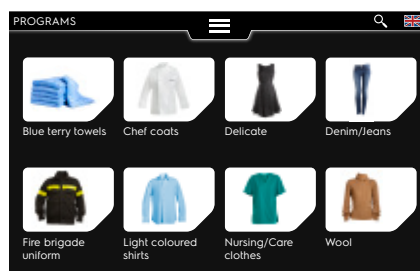 PROGRAMS
Blue terry towels
Chef coats
Delicate
Denim/Jeans
Fire brigade
uniform
Light coloured
shirts
Nursing/Care
clothes
Wool